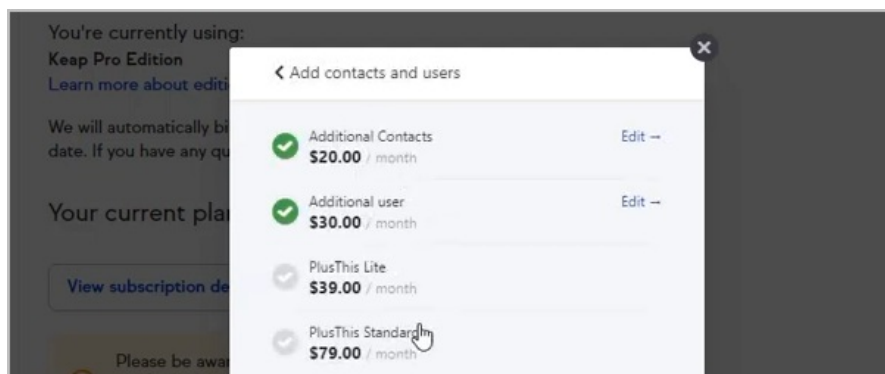 You're currently using:
Keap Pro Edition
Learn more about editi
We will automatically bi
date. If you have any qu
Your current pla
View subscription de
Please be awar
Add contacts and users
Additional Contacts
Edit →
$20.00 / month
Additional user
Edit →
$30.00 / month
PlusThis Lite
$39.00 / month
PlusThis Standard
$79.00 / month